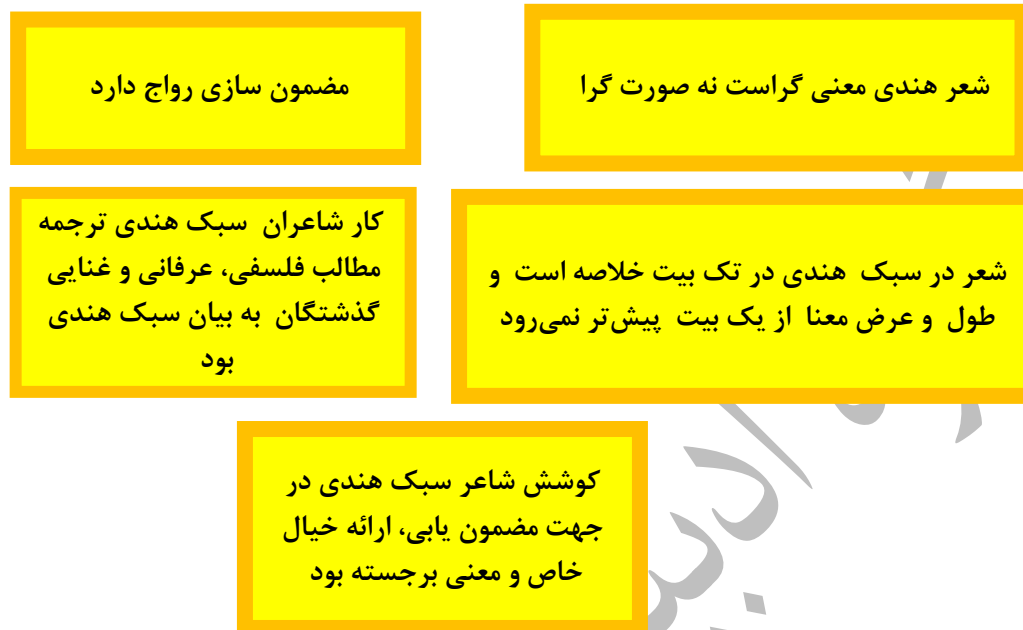 شعر هندی معنی گراست نه صورت گرا
مضمون سازی رواج دارد
شعر در سبک هندی در تک بیت خلاصه است و
طول و عرض معنا از یک بیت پیش‌تر نمی‌رود
کار شاعران سبک هندی ترجمه
مطالب فلسفی، عرفانی و غنایی
گذشتگان به بیان سبک هندی
بود
کوشش شاعر سبک هندی در
جهت مضمون یابی، ارائه خیال
خاص و معنی برجسته بود